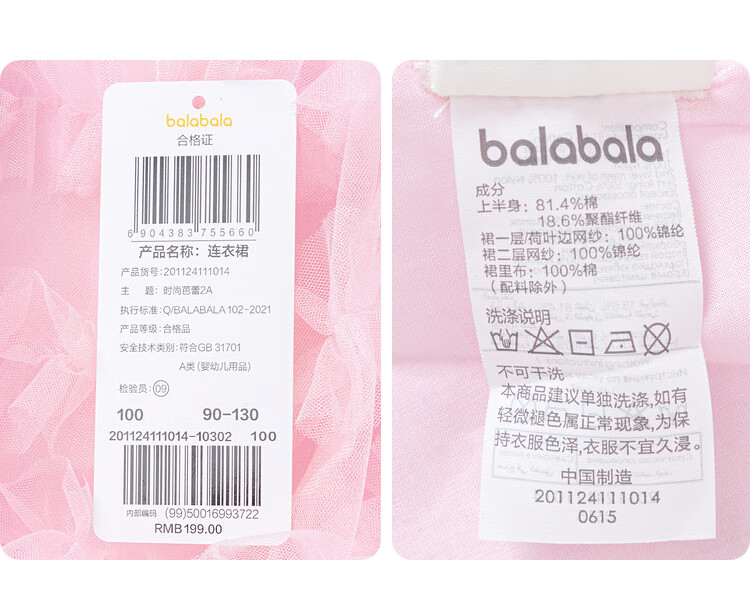 balabala
合格证
6904383755660
产品名称：连衣裙
产品货号：201124111014
主　题：时尚芭蕾2A
执行标准：Q/BALABALA 102-2021
产品等级：合格品
安全技术类别：符合GB 31701
A类（婴幼儿用品）
检验员：09
100 90-130
201124111014-10302 100
内部编码 (99)50016993722
RMB199.00
balabala
成分
上半身：81.4%棉
18.6%聚酯纤维
裙一层/荷叶边网纱：100%锦纶
裙二层网纱：100%锦纶
裙里布：100%棉
（配料除外）
洗涤说明
不可干洗
本商品建议单独洗涤，如有
轻微褪色属正常现象，为保
持衣服色泽，衣服不宜久浸。
中国制造
201124111014
0615